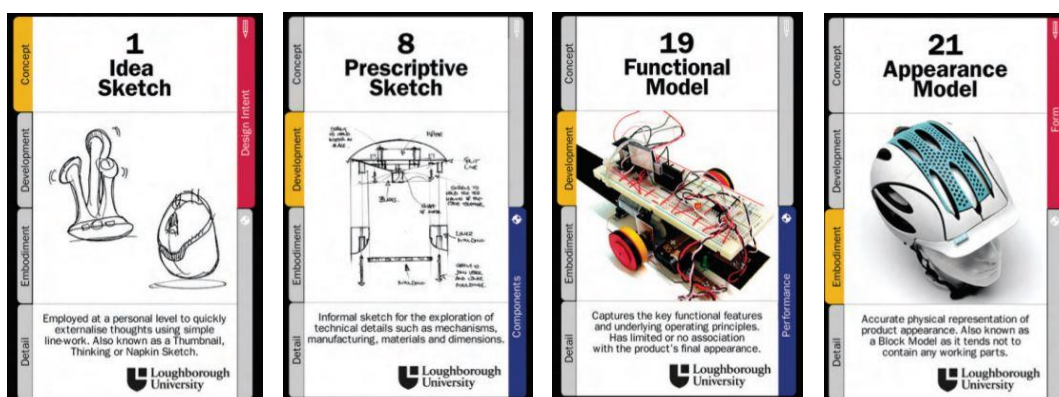 1
Idea
Sketch
Concept
Development
Embodiment
Detail
Design Intent
Employed at a personal level to quickly
externalise thoughts using simple
line-work. Also known as a Thumbnail,
Thinking or Napkin Sketch.
Loughborough
University
8
Prescriptive
Sketch
Concept
Development
Embodiment
Detail
Components
SPLIT
LINE
Informal sketch for the exploration of
technical details such as mechanisms,
manufacturing, materials and dimensions.
Loughborough
University
19
Functional
Model
Concept
Development
Embodiment
Detail
Performance
Captures the key functional features
and underlying operating principles.
Has limited or no association
with the product's final appearance.
Loughborough
University
21
Appearance
Model
Concept
Development
Embodiment
Detail
Form
Accurate physical representation of
product appearance. Also known as
a Block Model as it tends not to
contain any working parts.
Loughborough
University